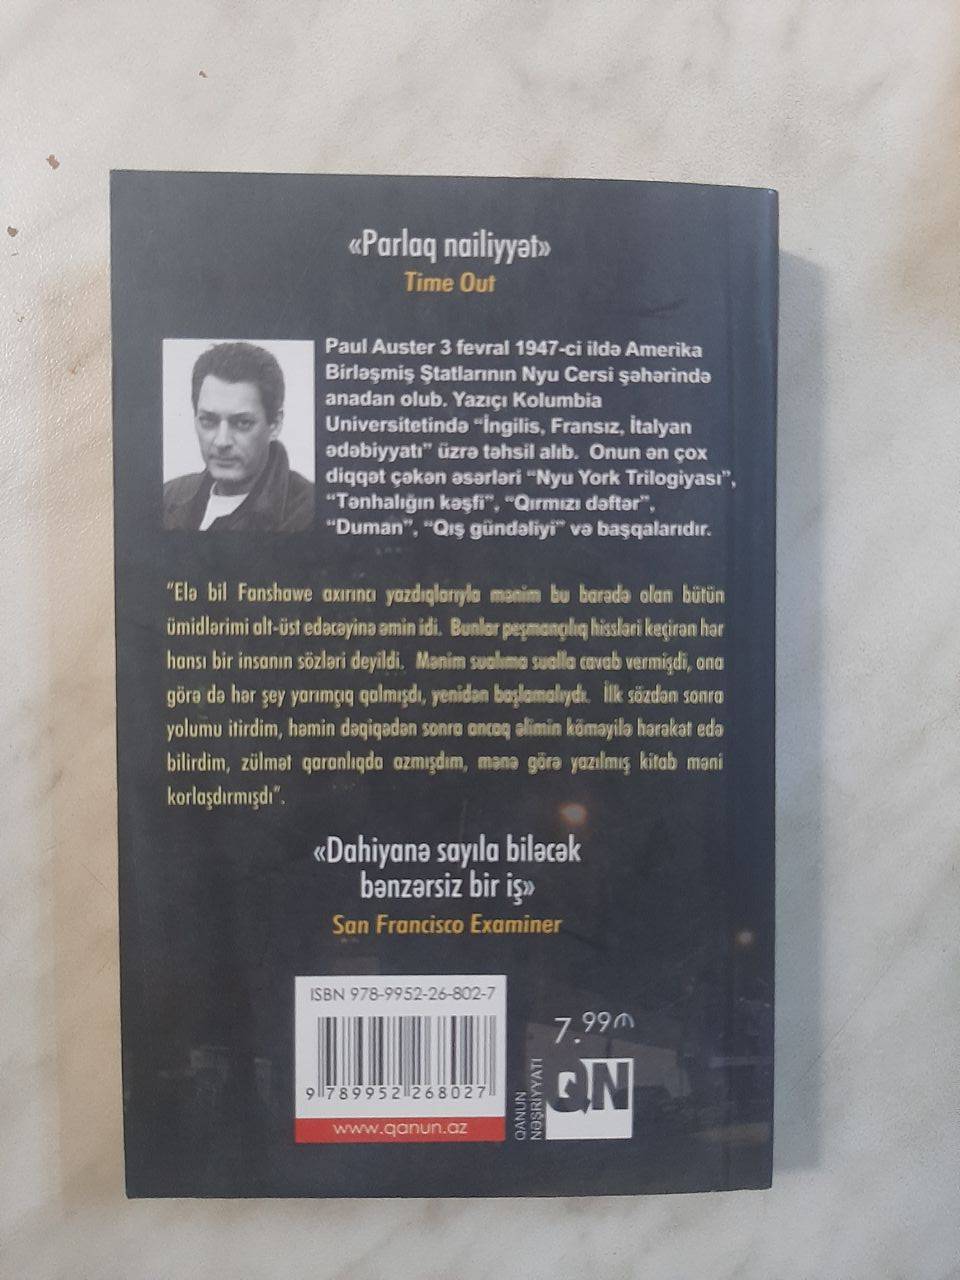 «Parlaq nailiyyət»
Time Out
Paul Auster 3 fevral 1947-ci ildə Amerika
Birləşmiş Ştatlarının Nyu Cersi şəhərində
anadan olub. Yazıçı Kolumbia
Universitetində “İngilis, Fransız, İtalyan
ədəbiyyatı” üzrə təhsil alıb. Onun ən çox
diqqət çəkən əsərləri “Nyu York Trilogiyası”,
“Tənhalığın kəşfi”, “Qırmızı dəftər”,
“Duman”, “Qış gündəliyi” və başqalarıdır.
“Elə bil Fanshawe axırıncı yazdıqlarıyla mənim bu barədə olan bütün
ümidlərimi alt-üst edəcəyinə əmin idi. Bunlar peşmançılıq hissləri keçirən hər
hansı bir insanın sözləri deyildi. Mənim sualıma sualla cavab vermişdi, ona
görə də hər şey yarımçıq qalmışdı, yenidən başlamalıydı. İlk sözdən sonra
yolumu itirdim, həmin dəqiqədən sonra ancaq əlimin köməyilə hərəkət edə
bilirdim, zülmət qaranlıqda azmışdım, mənə görə yazılmış kitab məni
korlaşdırmışdı”.
«Dahiyanə sayıla biləcək
bənzərsiz bir iş»
San Francisco Examiner
ISBN 978-9952-26-802-7
9 789952 268027
www.qanun.az
7.99₼
QANUN
NƏŞRİYYATI
QN